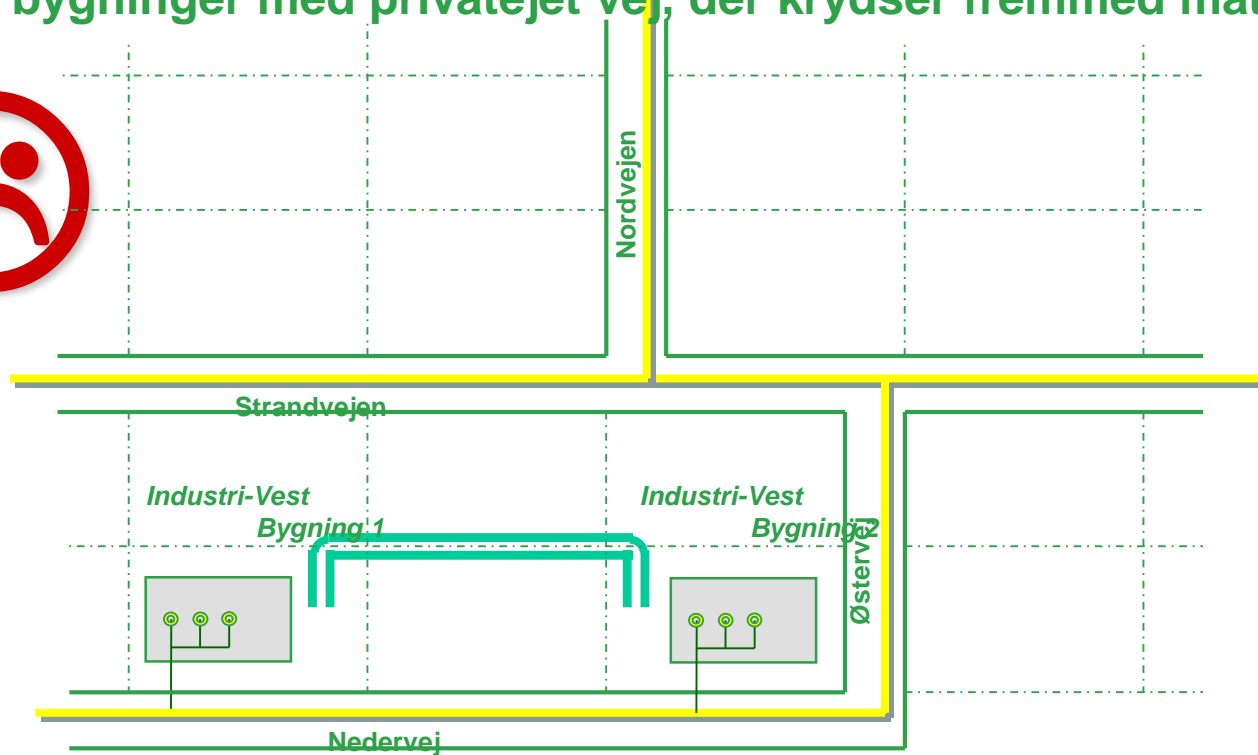 bygninger med privatejet vej, der krydser fremmed
Nordvejen
Strandvejen
Industri-Vest
Bygning 1
Industri-Vest
Bygning 2
Østervej
Nedervej